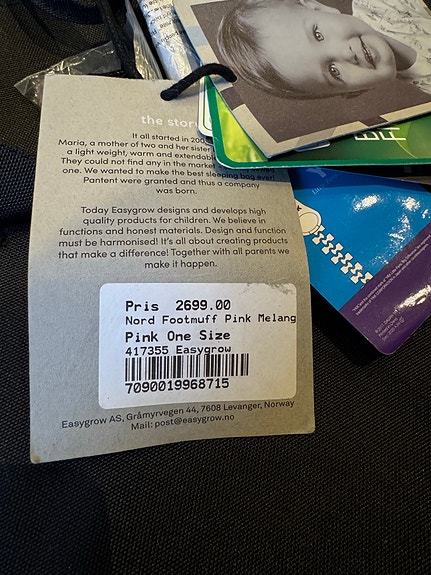 the stor
It all started in 200
Maria, a mother of two and her sister
a light weight, warm and extendab
They could not find any in the market
one. We wanted to make the best sleeping bag ever!
Pantent were granted and thus a company
was born.
Today Easygrow designs and develops high
quality products for children. We believe in
functions and honest materials. Design and function
must be harmonised! It's all about creating products
that make a difference! Together with all parents we
make it happen.
Pris 2699.00
Nord Footmuff Pink Melang
Pink One Size
417355 Easygrow
7090019968715
Easygrow AS, Gråmyrvegen 44, 7608 Levanger, Norway
Mail: post@easygrow.no